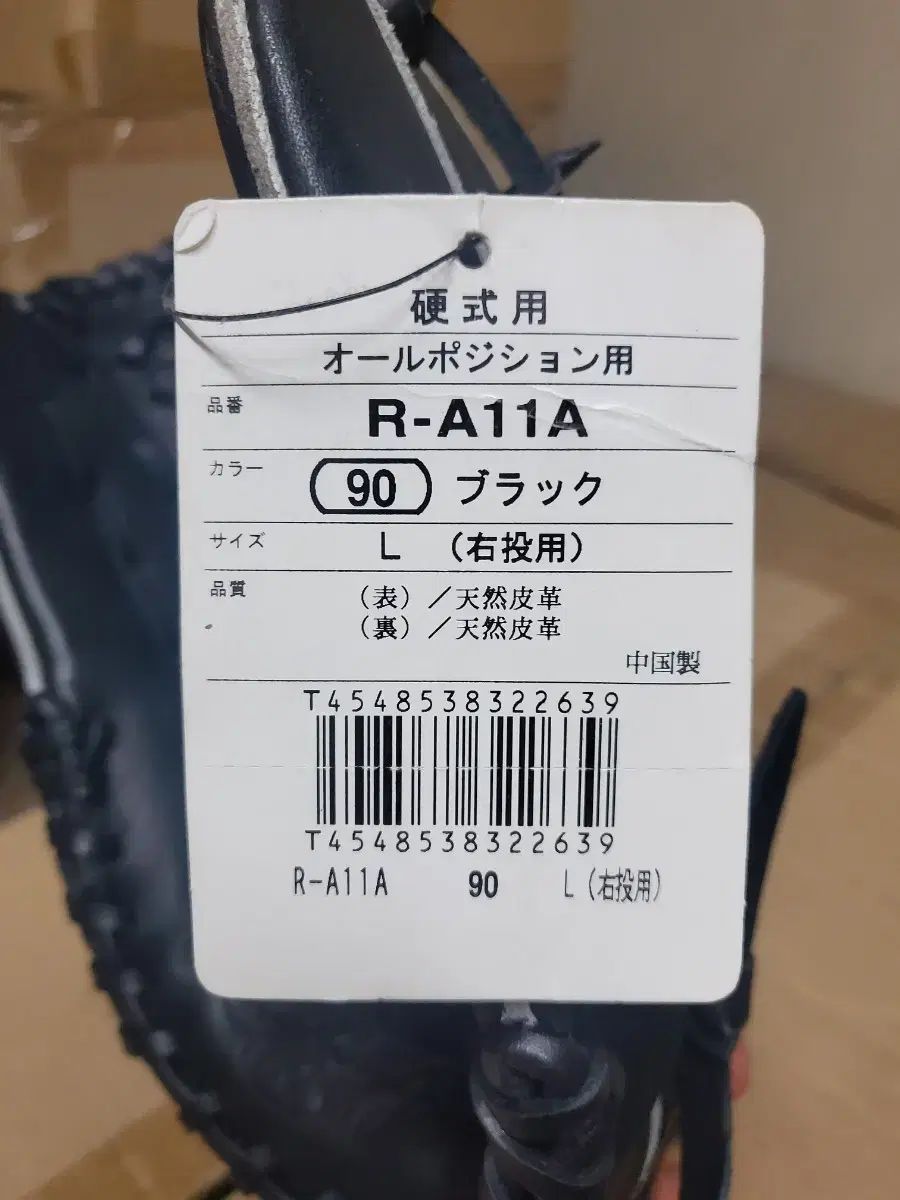 硬式用
オールポジション用
品番 R-A11A
カラー 90 ブラック
サイズ L (右投用)
品質 (表)／天然皮革
(裏)／天然皮革
中国製
T4548538322639
T4548538322639
R-A11A 90 L(右投用)